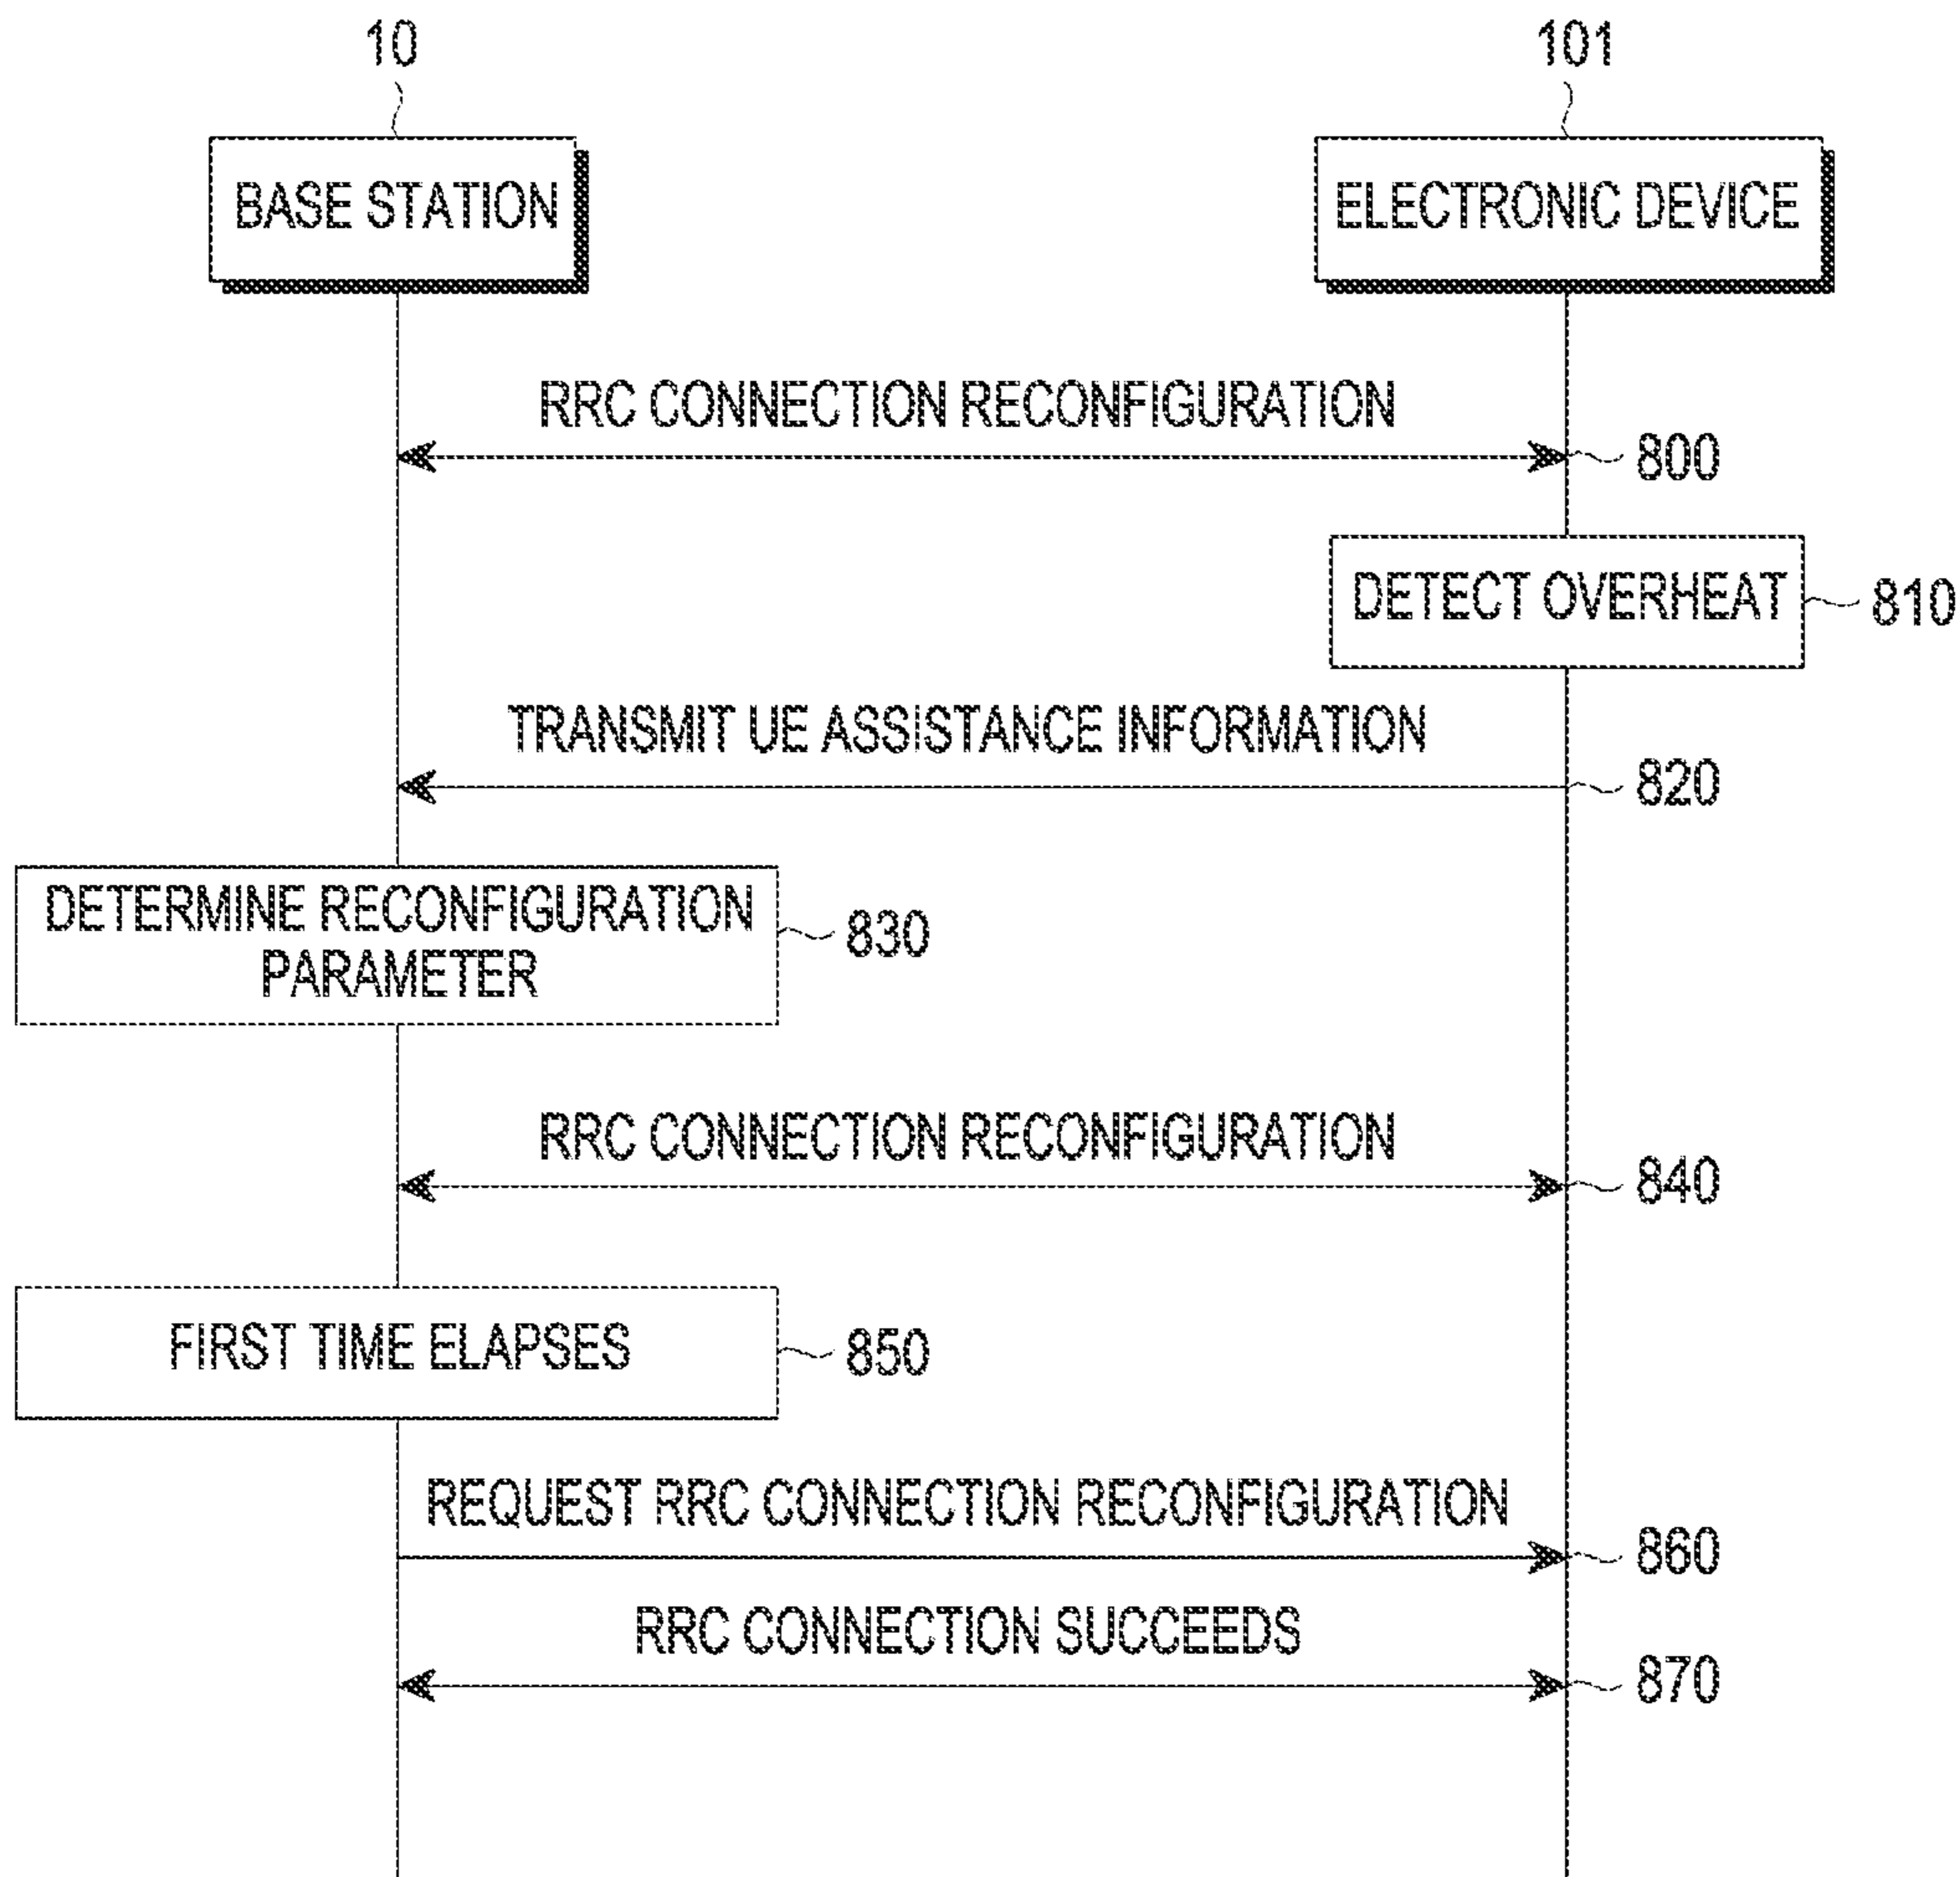 10
101
BASE STATION
ELECTRONIC DEVICE
RRC CONNECTION RECONFIGURATION
800
DETECT OVERHEAT
810
TRANSMIT UE ASSISTANCE INFORMATION
820
DETERMINE RECONFIGURATION
PARAMETER
830
RRC CONNECTION RECONFIGURATION
840
FIRST TIME ELAPSES
850
REQUEST RRC CONNECTION RECONFIGURATION
860
RRC CONNECTION SUCCEEDS
870